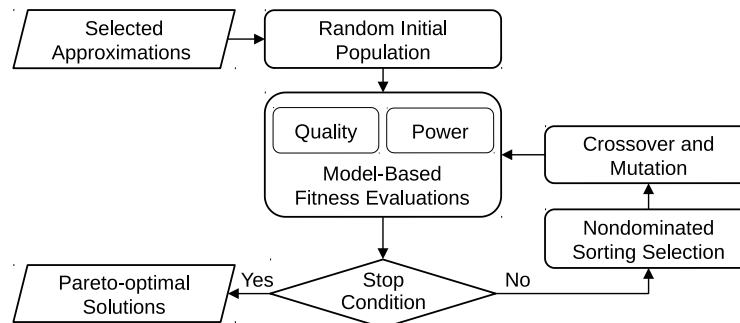 Selected
Approximations
Random Initial
Population
Quality
Power
Model-Based
Fitness Evaluations
Crossover and
Mutation
Nondominated
Sorting Selection
Stop
Condition
Yes
No
Pareto-optimal
Solutions